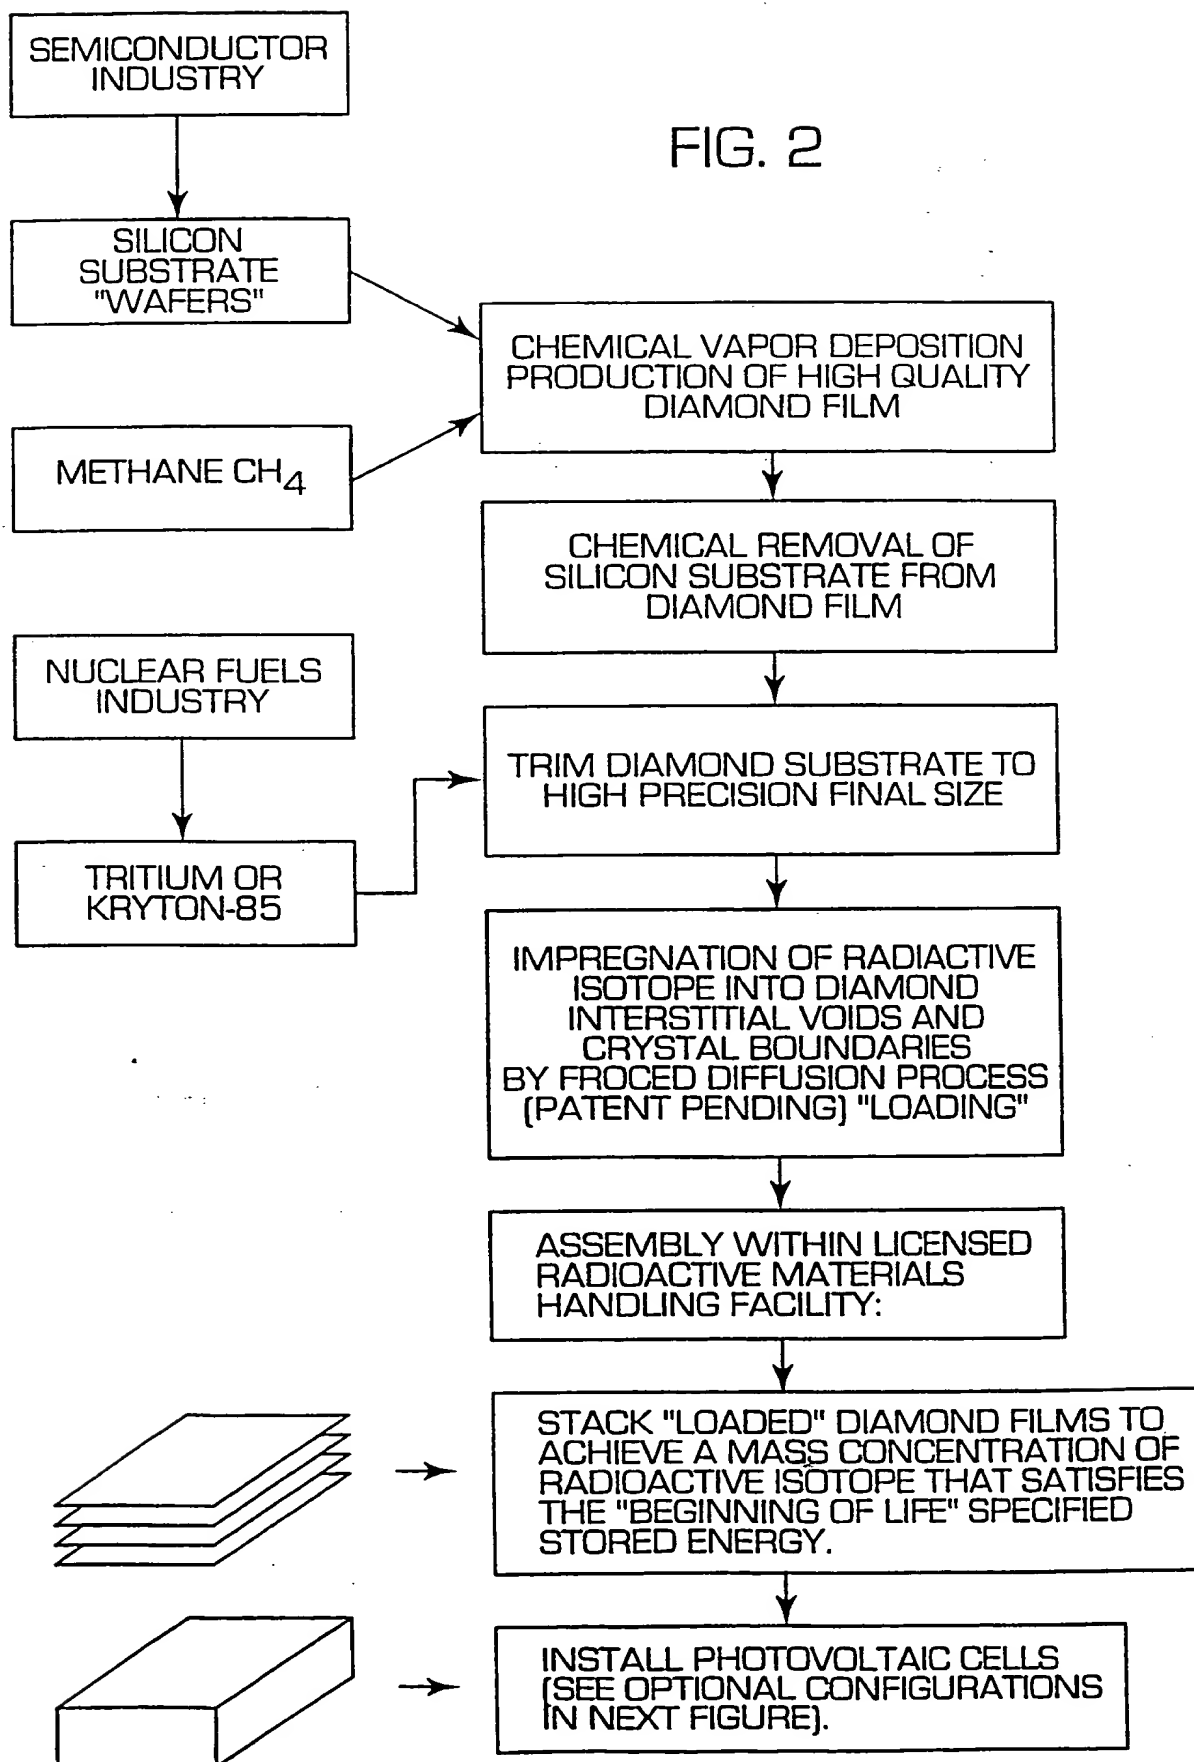 SEMICONDUCTOR
INDUSTRY
FIG. 2
SILICON
SUBSTRATE
"WAFERS"
CHEMICAL VAPOR DEPOSITION
PRODUCTION OF HIGH QUALITY
DIAMOND FILM
METHANE CH4
CHEMICAL REMOVAL OF
SILICON SUBSTRATE FROM
DIAMOND FILM
NUCLEAR FUELS
INDUSTRY
TRIM DIAMOND SUBSTRATE TO
HIGH PRECISION FINAL SIZE
TRITIUM OR
KRYTON-85
IMPREGNATION OF RADIACTIVE
ISOTOPE INTO DIAMOND
INTERSTITIAL VOIDS AND
CRYSTAL BOUNDARIES
BY FROCED DIFFUSION PROCESS
(PATENT PENDING) "LOADING"
ASSEMBLY WITHIN LICENSED
RADIOACTIVE MATERIALS
HANDLING FACILITY:
STACK "LOADED" DIAMOND FILMS TO
ACHIEVE A MASS CONCENTRATION OF
RADIOACTIVE ISOTOPE THAT SATISFIES
THE "BEGINNING OF LIFE" SPECIFIED
STORED ENERGY.
INSTALL PHOTOVOLTAIC CELLS
(SEE OPTIONAL CONFIGURATIONS
IN NEXT FIGURE).